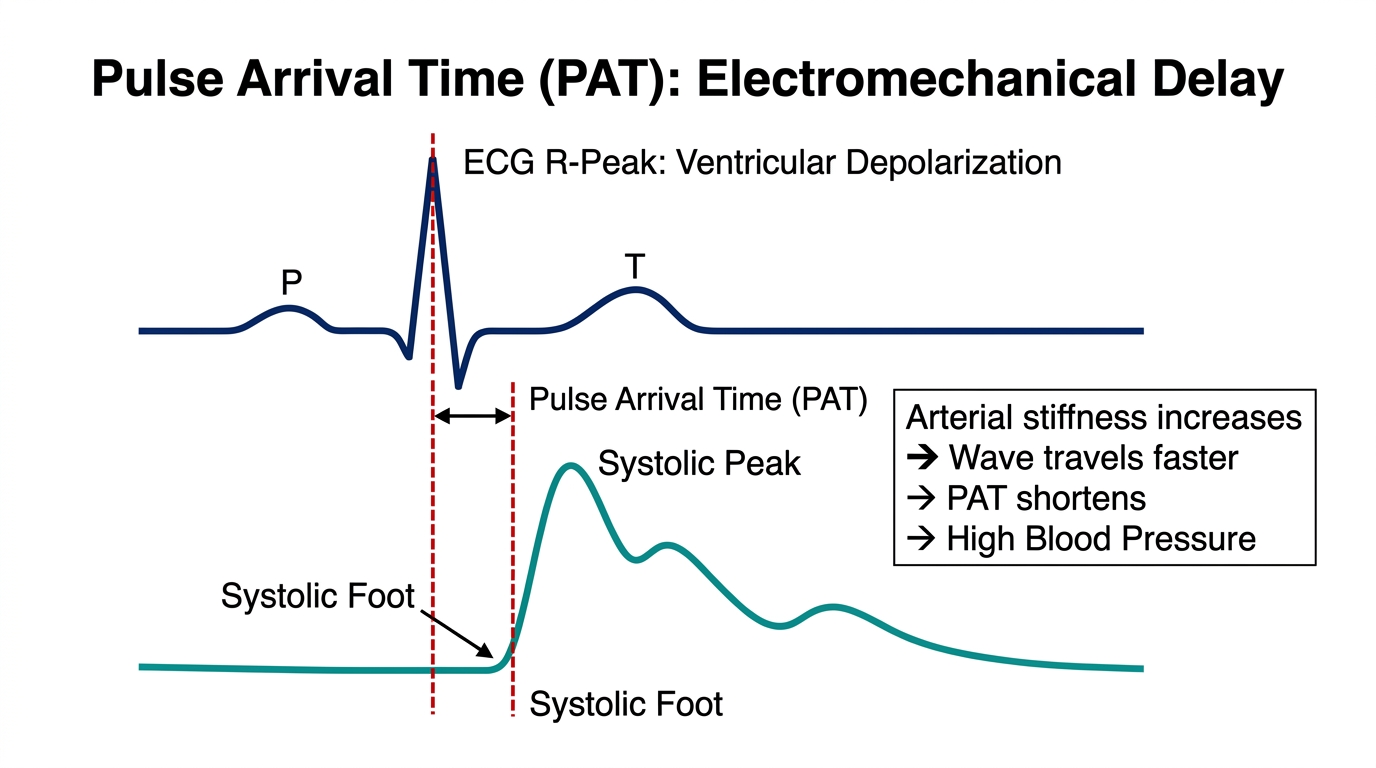 Pulse Arrival Time (PAT): Electromechanical Delay
ECG R-Peak: Ventricular Depolarization
P
T
Pulse Arrival Time (PAT)
Arterial stiffness increases
→ Wave travels faster
→ PAT shortens
→ High Blood Pressure
Systolic Peak
Systolic Foot
Systolic Foot